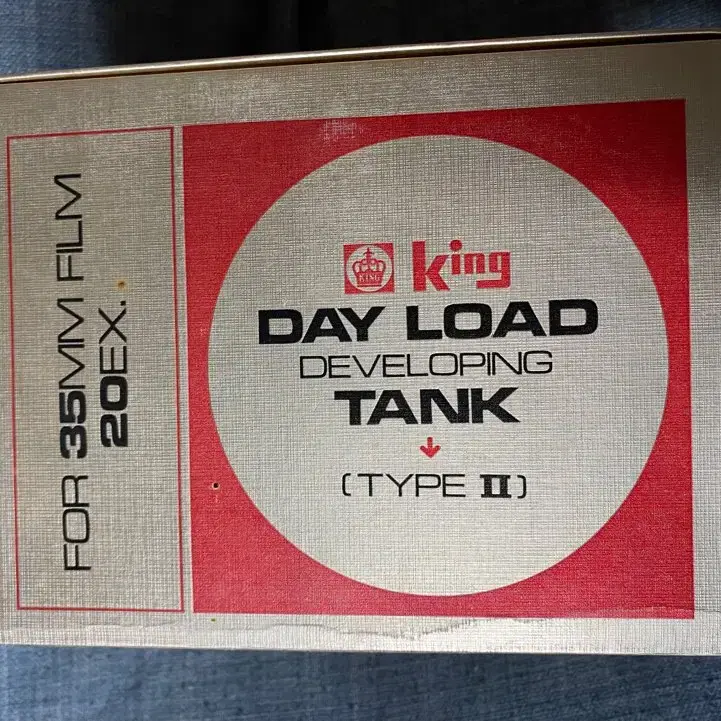 KING
king
DAY LOAD
DEVELOPING
TANK
(TYPE II)
FOR 35MM FILM
20EX.